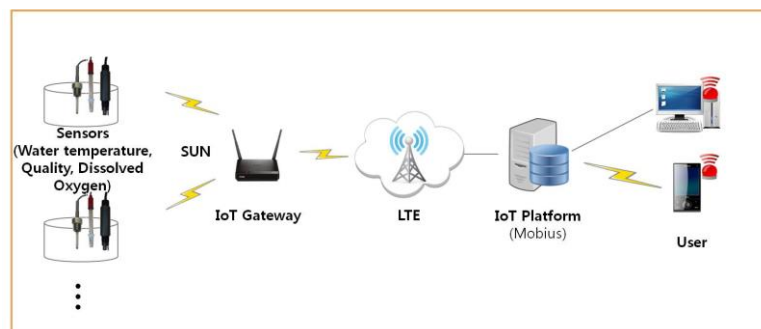 Sensors
(Water temperature,
Quality, Dissolved
Oxygen)
SUN
IoT Gateway
LTE
IoT Platform
(Mobius)
User